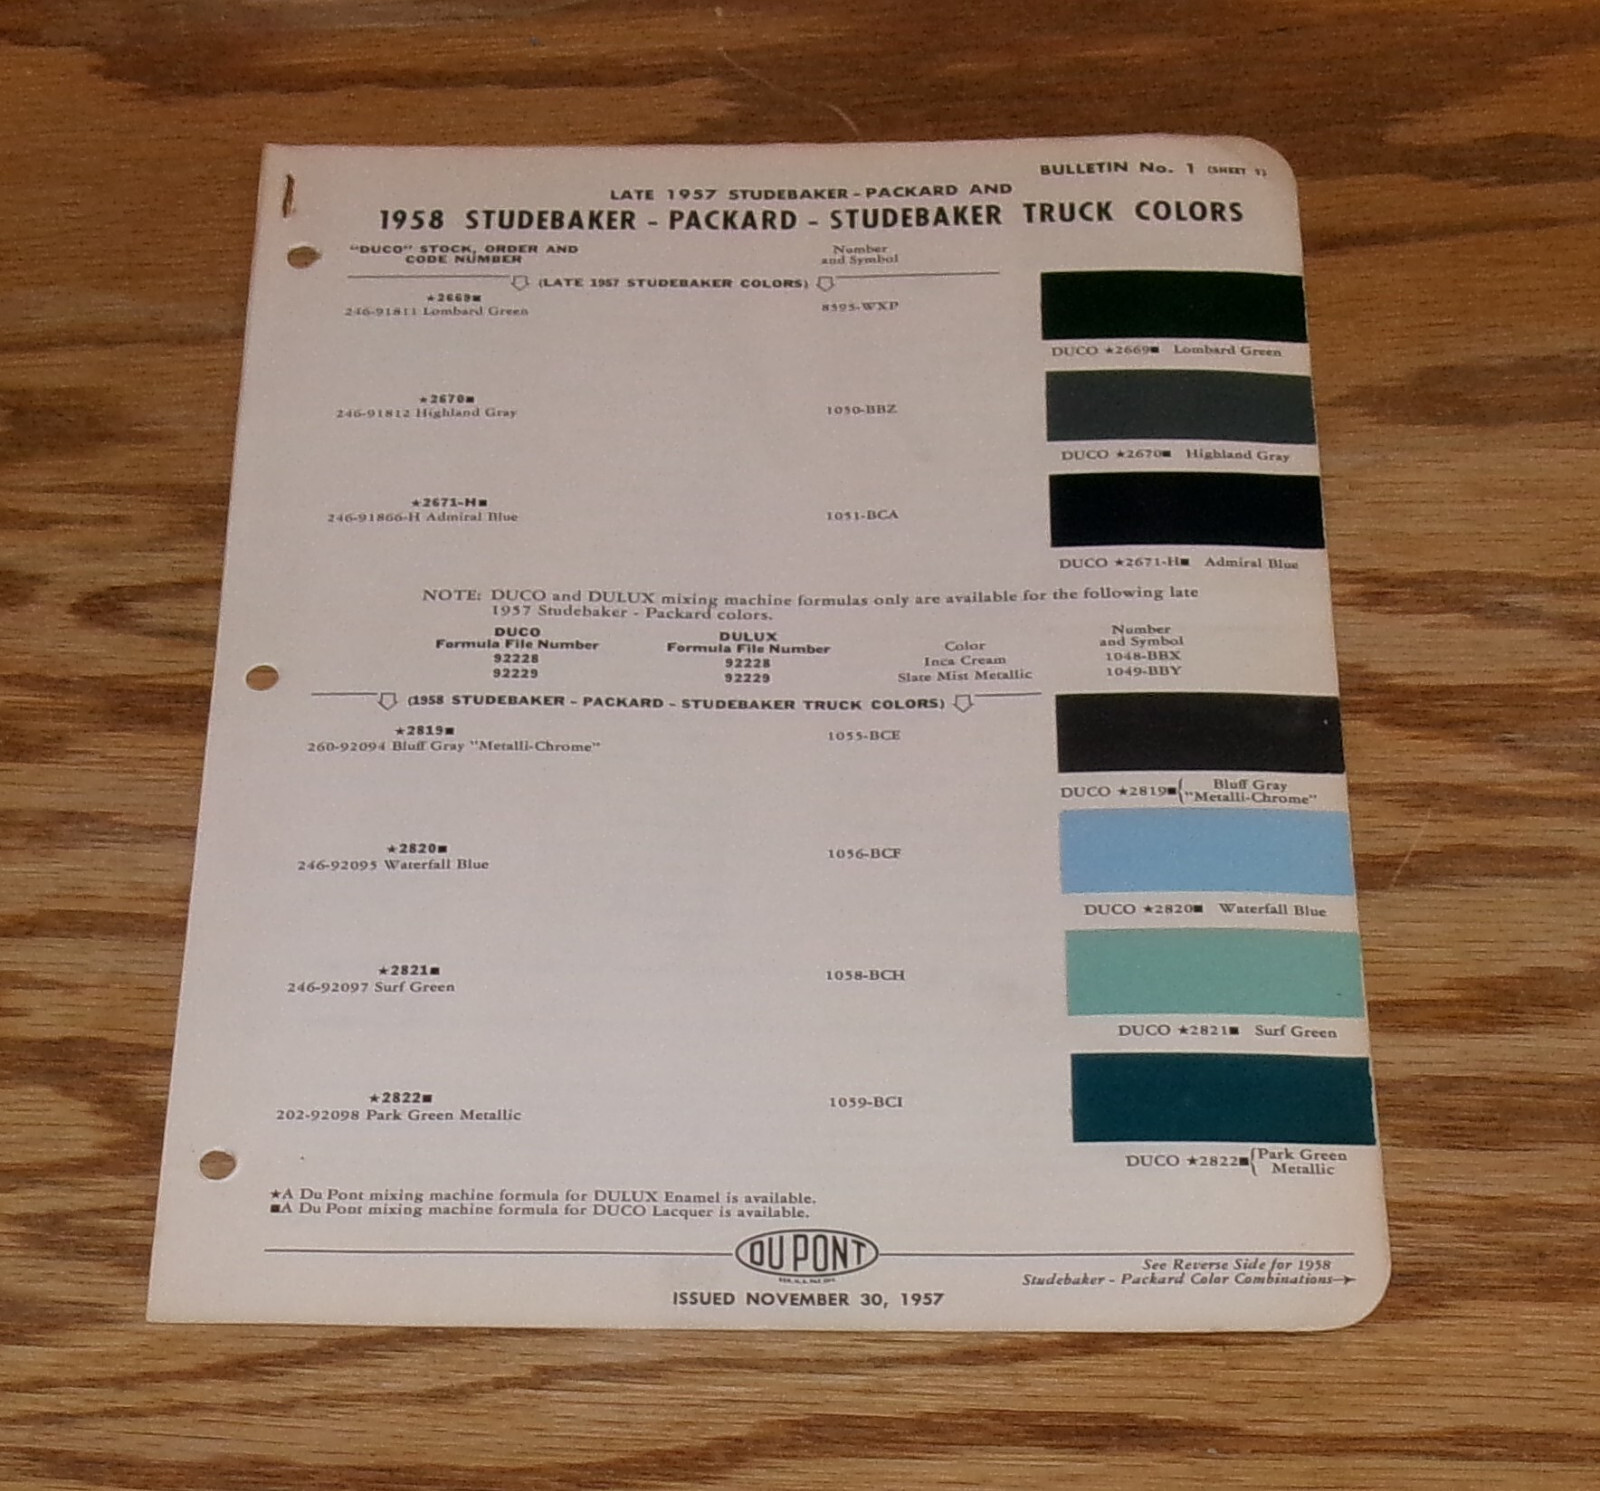 BULLETIN No. 1 (SHEET 1)
LATE 1957 STUDEBAKER - PACKARD AND
1958 STUDEBAKER - PACKARD - STUDEBAKER TRUCK COLORS
"DUCO" STOCK, ORDER AND
CODE NUMBER
Number
and Symbol
(LATE 1957 STUDEBAKER COLORS)
★2669■
246-91811 Lombard Green
8595-WXP
DUCO ★2669■ Lombard Green
★2670■
246-91812 Highland Gray
1050-BBZ
DUCO ★2670■ Highland Gray
★2671-H■
246-91866-H Admiral Blue
1051-BCA
DUCO ★2671-H■ Admiral Blue
NOTE: DUCO and DULUX mixing machine formulas only are available for the following late
1957 Studebaker - Packard colors.
DUCO
Formula File Number
92228
92229
DULUX
Formula File Number
92228
92229
Color
Inca Cream
Slate Mist Metallic
Number
and Symbol
1048-BBX
1049-BBY
(1958 STUDEBAKER - PACKARD - STUDEBAKER TRUCK COLORS)
★2819■
260-92094 Bluff Gray "Metalli-Chrome"
1055-BCE
DUCO ★2819■ { Bluff Gray
"Metalli-Chrome"
★2820■
246-92095 Waterfall Blue
1056-BCF
DUCO ★2820■ Waterfall Blue
★2821■
246-92097 Surf Green
1058-BCH
DUCO ★2821■ Surf Green
★2822■
202-92098 Park Green Metallic
1059-BCI
DUCO ★2822■ { Park Green
Metallic
★A Du Pont mixing machine formula for DULUX Enamel is available.
■A Du Pont mixing machine formula for DUCO Lacquer is available.
DU PONT
See Reverse Side for 1958
Studebaker - Packard Color Combinations→
ISSUED NOVEMBER 30, 1957